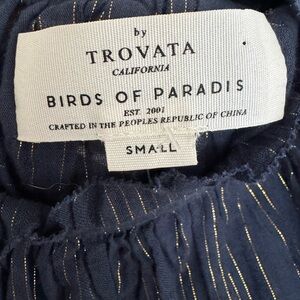 by
TROVATA
CALIFORNIA
BIRDS OF PARADIS
EST. 2001
CRAFTED IN THE PEOPLES REPUBLIC OF CHINA
SMALL